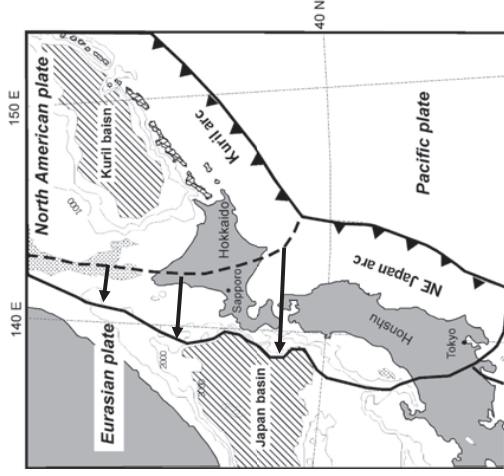 40 N
150 E
140 E
North American plate
Kuril baisn
1000
Kuril arc
Pacific plate
Hokkaido
Sapporo
Eurasian plate
2000
3000
Japan basin
NE Japan arc
Honshu
Tokyo